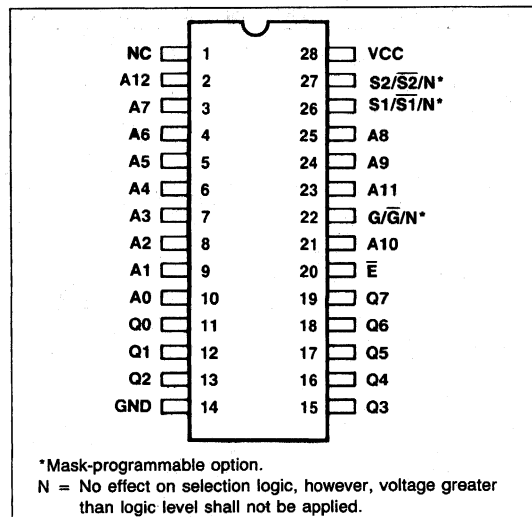 NC 1 28 VCC
A12 2 27 S2/S̅2̅/N*
A7 3 26 S1/S̅1̅/N*
A6 4 25 A8
A5 5 24 A9
A4 6 23 A11
A3 7 22 G/G̅/N*
A2 8 21 A10
A1 9 20 E̅
A0 10 19 Q7
Q0 11 18 Q6
Q1 12 17 Q5
Q2 13 16 Q4
GND 14 15 Q3
*Mask-programmable option.
N = No effect on selection logic, however, voltage greater
than logic level shall not be applied.